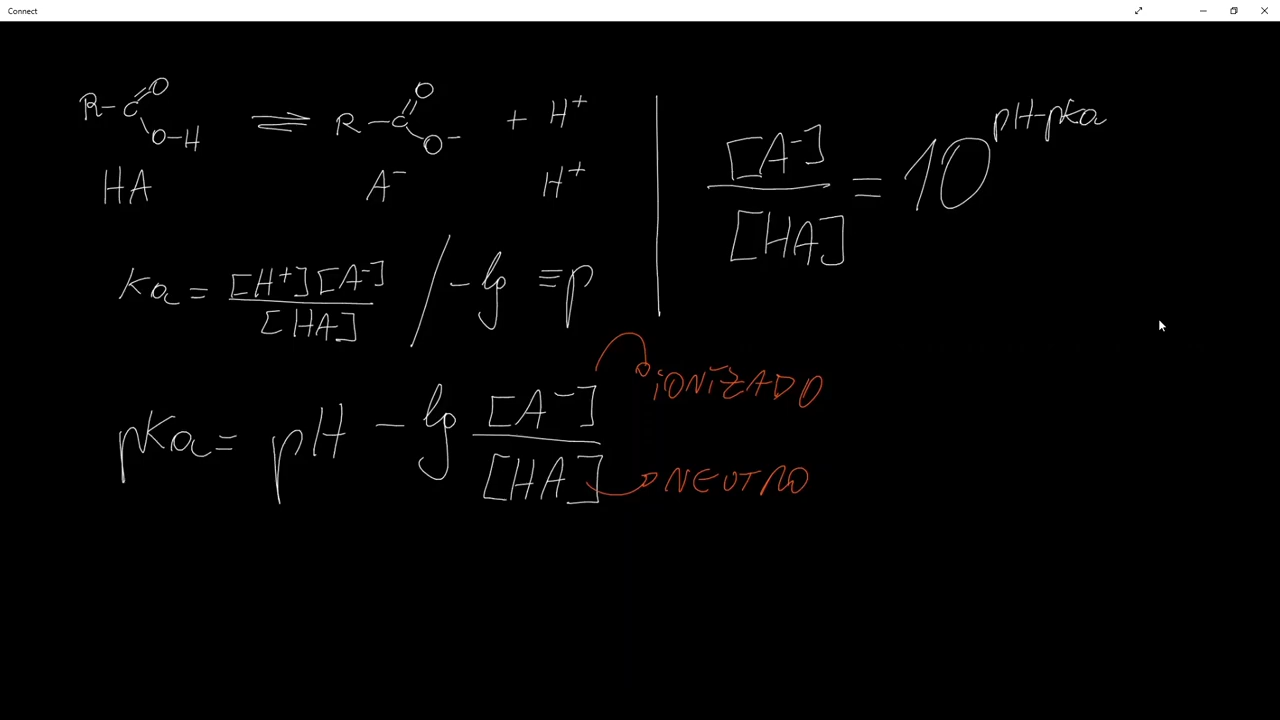 Connect
R-C=O O-H ⇌ R-C=O O⁻ + H⁺
HA A⁻ H⁺
Ka = [H⁺][A⁻] / [HA] / -lg ≡p
pKa = pH - lg [A⁻] / [HA]
iONiZADO
NEUTRO
[A⁻] / [HA] = 10^pH-pKa